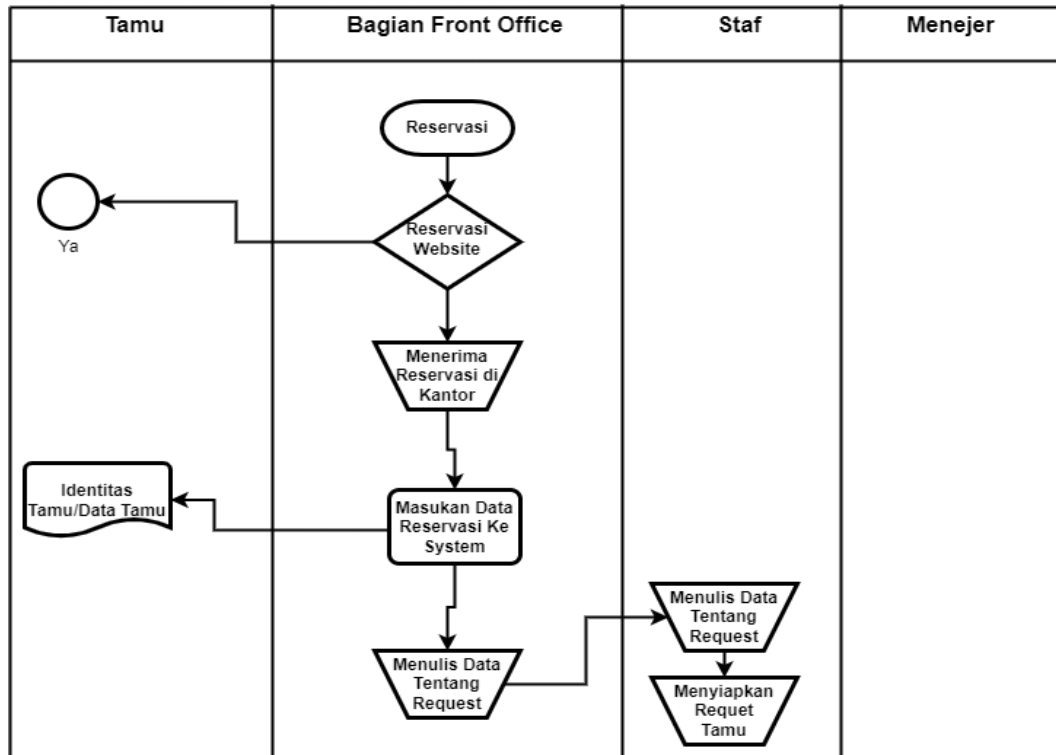 Tamu
Bagian Front Office
Staf
Menejer
Reservasi
Reservasi
Website
Ya
Menerima
Reservasi di
Kantor
Identitas
Tamu/Data Tamu
Masukan Data
Reservasi Ke
System
Menulis Data
Tentang
Request
Menulis Data
Tentang
Request
Menyiapkan
Requet
Tamu